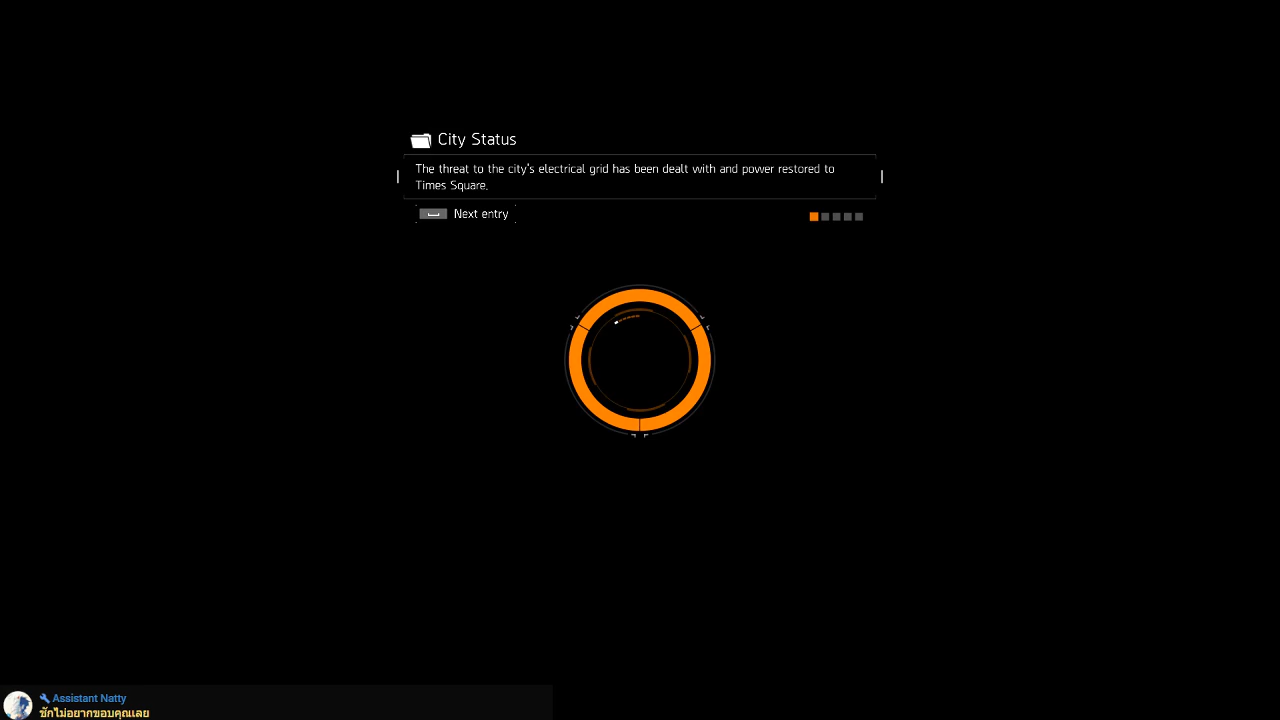 City Status
The threat to the city's electrical grid has been dealt with and power restored to
Times Square.
Next entry
Assistant Natty
ชักไม่อยากขอบคุณเลย